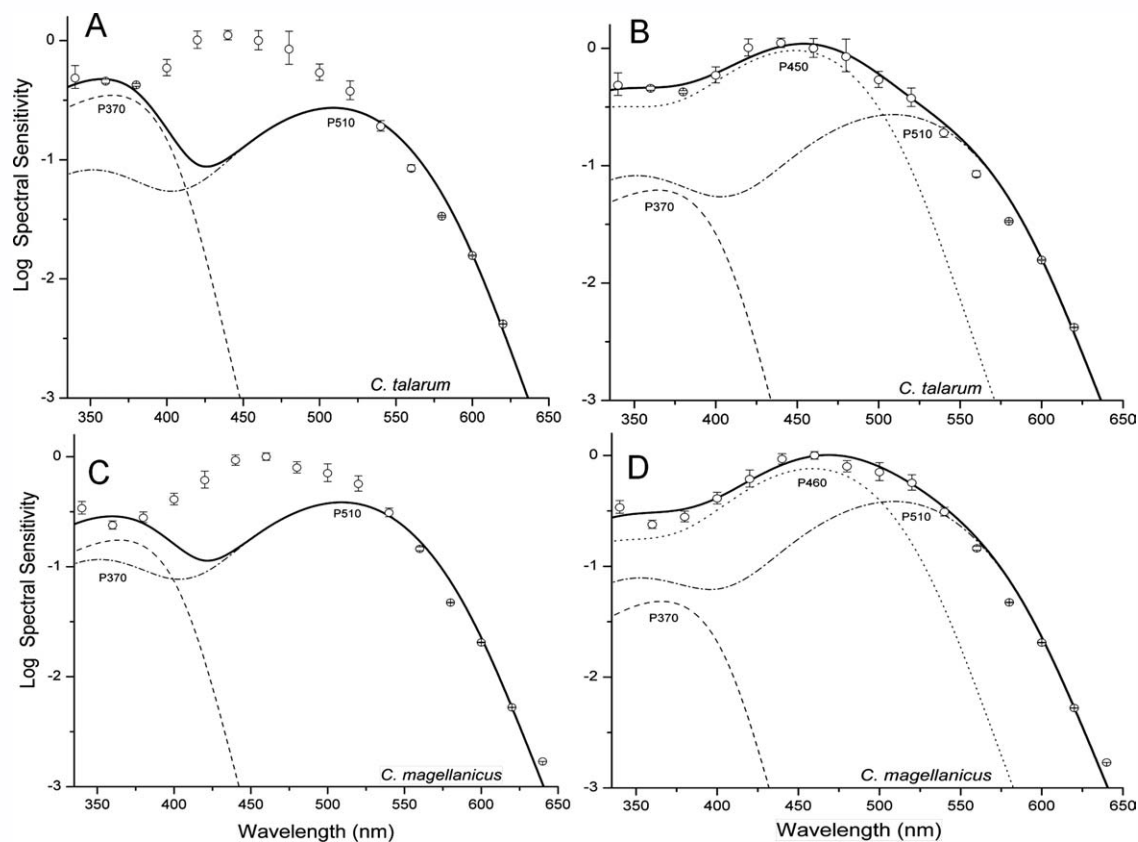 A
B
0
-1
-2
-3
Log Spectral Sensitivity
P370
P510
C. talarum
350 400 450 500 550 600 650
0
-1
-2
-3
P450
P510
P370
C. talarum
350 400 450 500 550 600 650
C
D
0
-1
-2
-3
Log Spectral Sensitivity
P510
P370
C. magellanicus
350 400 450 500 550 600 650
Wavelength (nm)
0
-1
-2
-3
P460
P510
P370
C. magellanicus
350 400 450 500 550 600 650
Wavelength (nm)